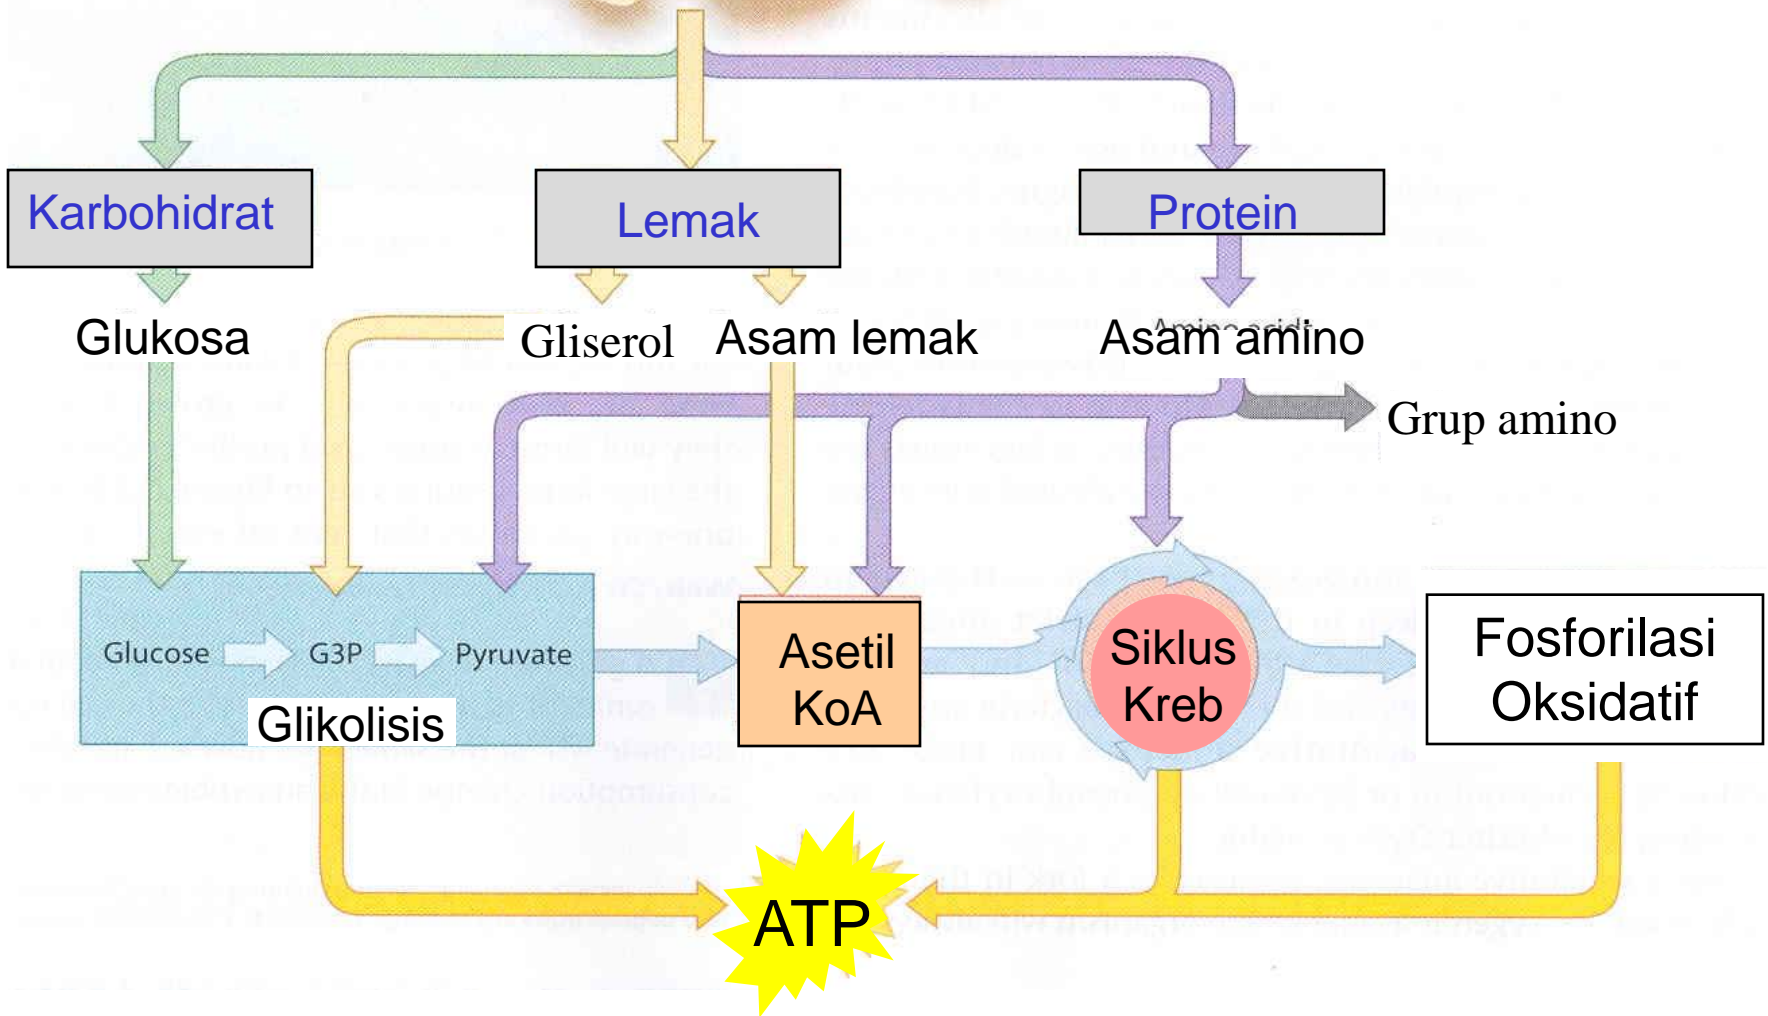 Karbohidrat
Lemak
Protein
Glukosa
Gliserol
Asam lemak
Asam amino
Grup amino
Glucose
G3P
Pyruvate
Glikolisis
Asetil
KoA
Siklus
Kreb
Fosforilasi
Oksidatif
ATP